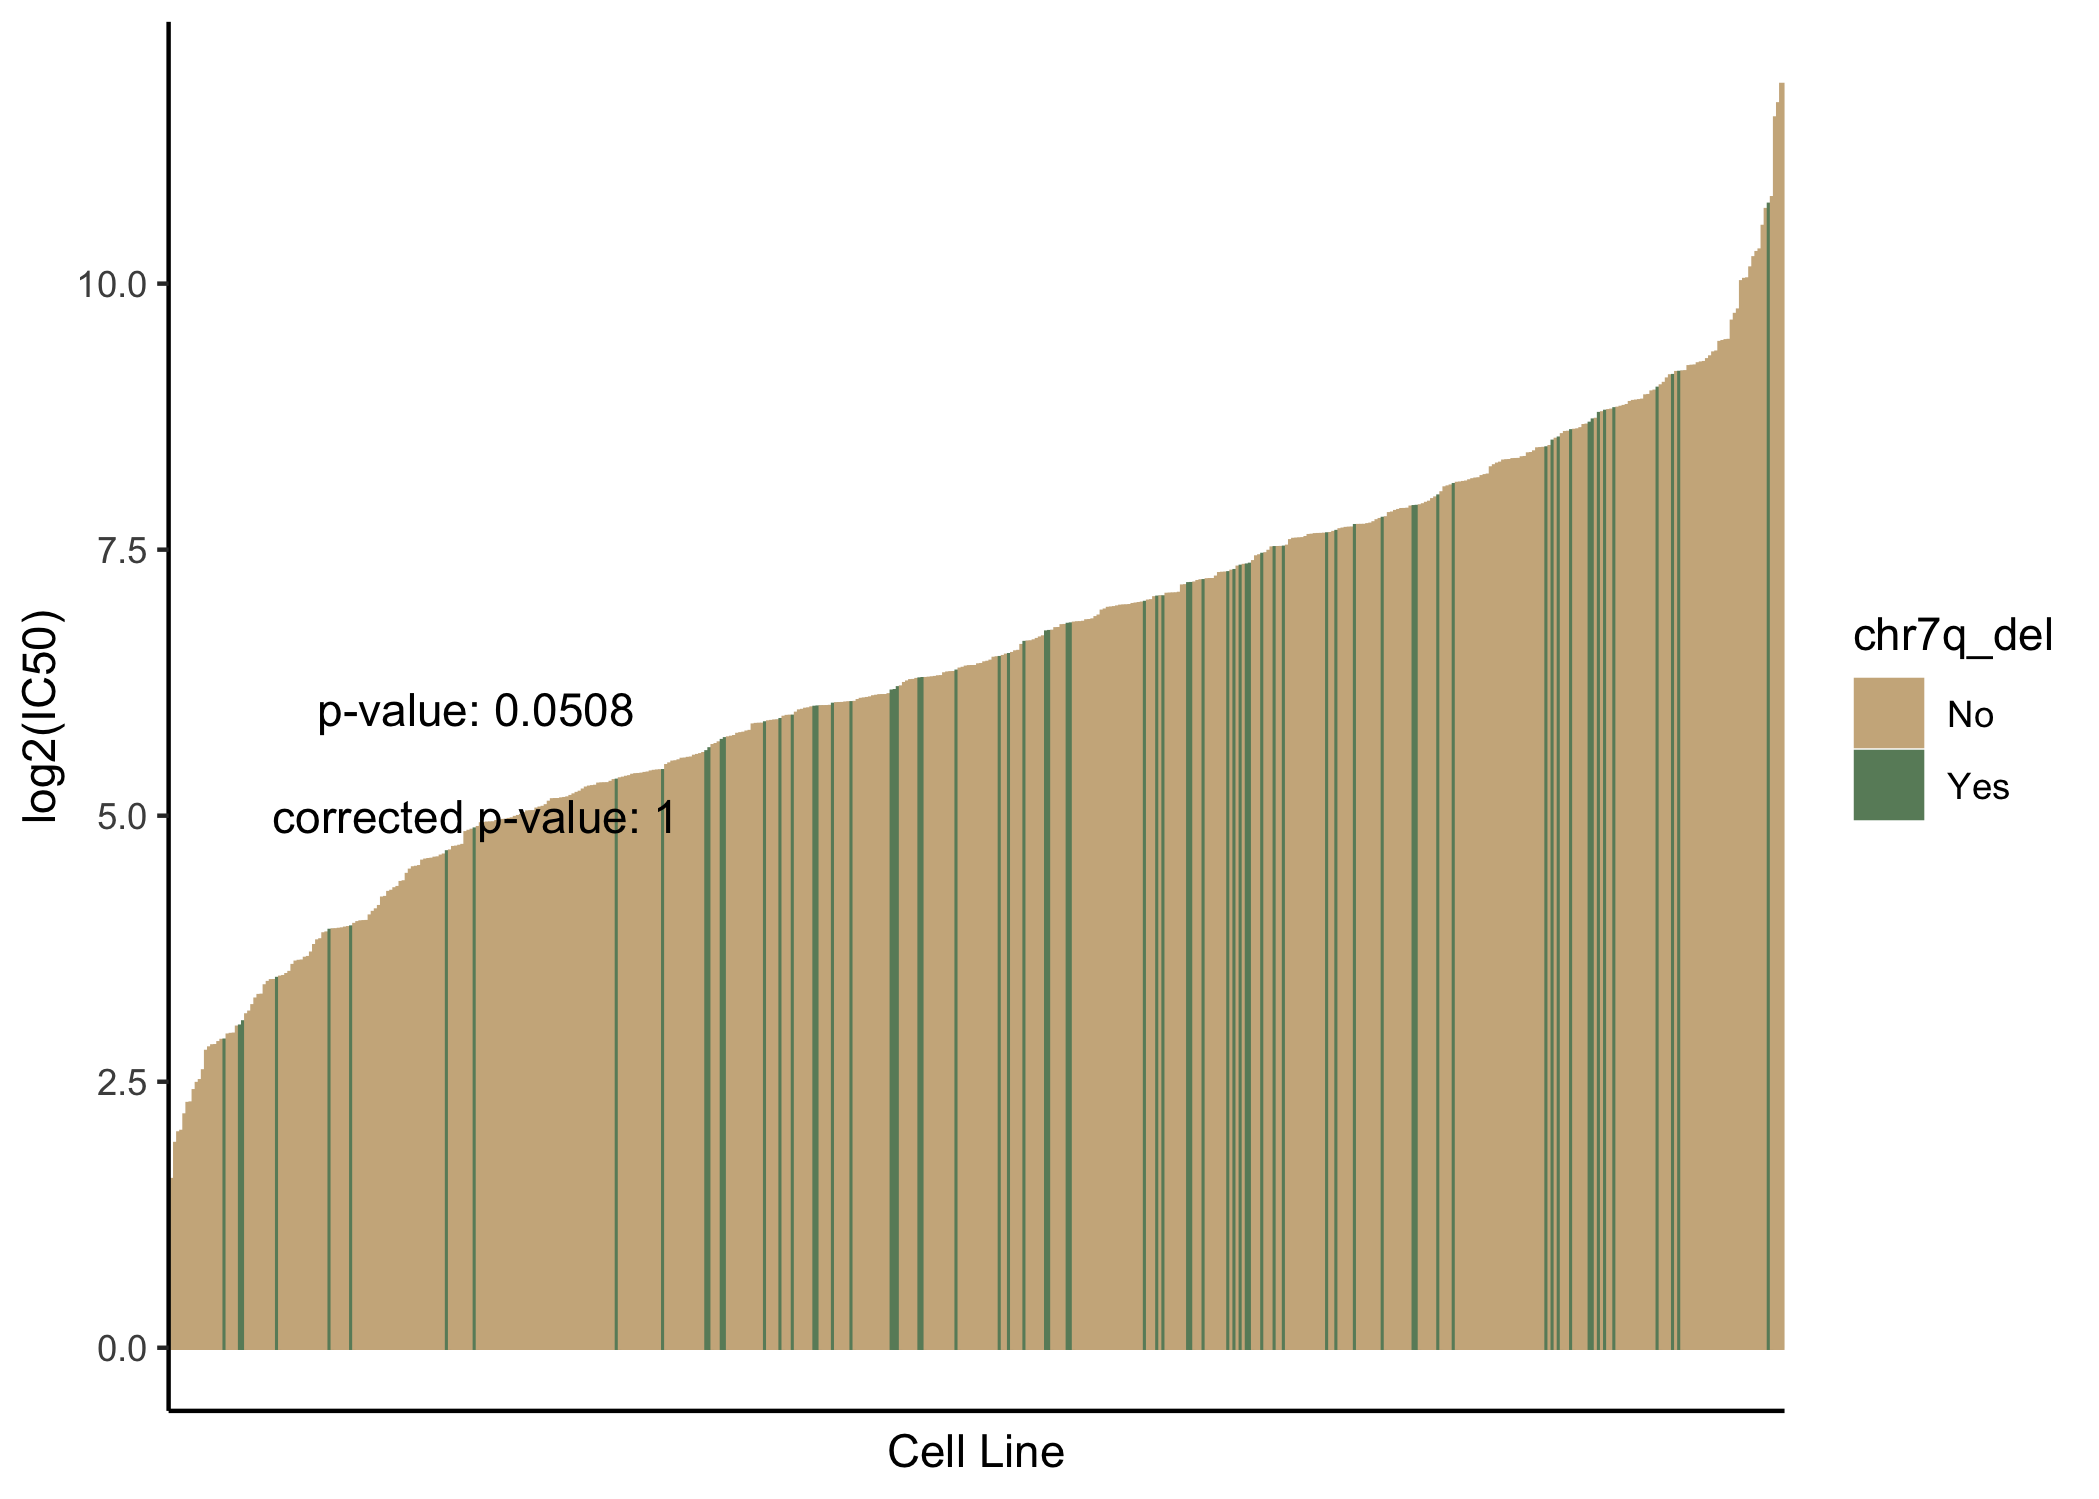 10.0
7.5
5.0
2.5
0.0
log2(IC50)
p-value: 0.0508
corrected p-value: 1
Cell Line
chr7q_del
No
Yes